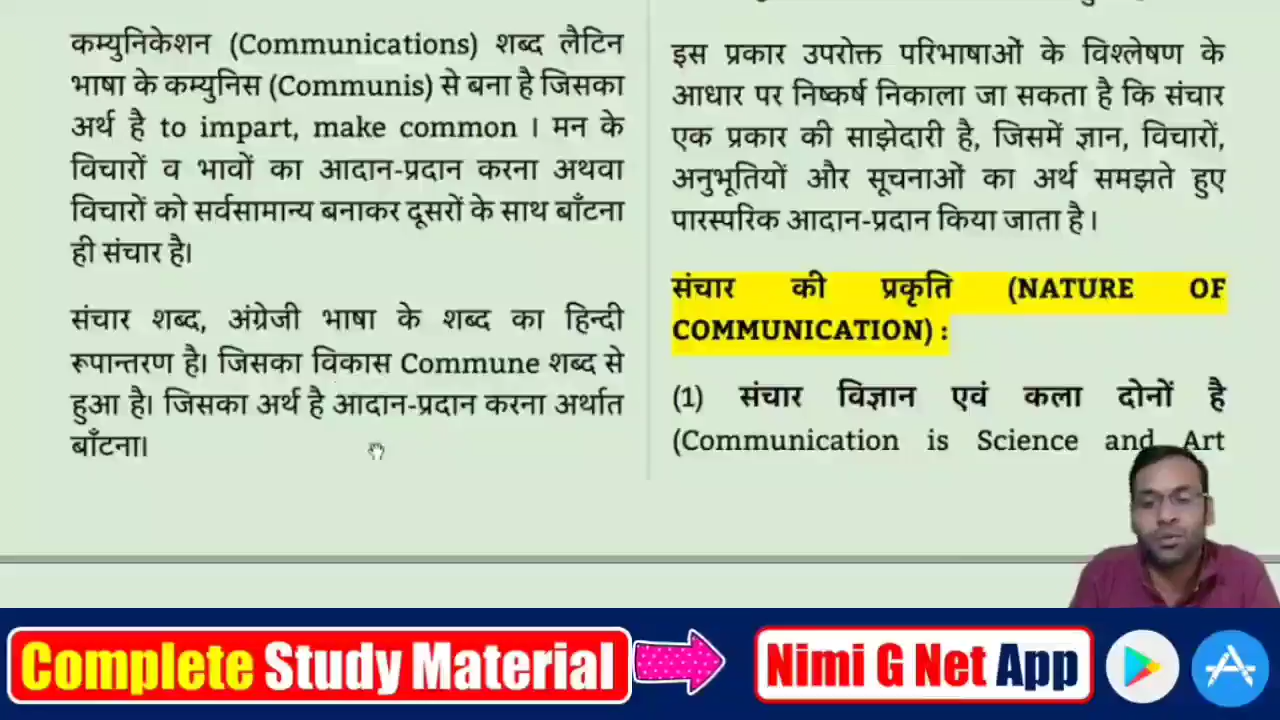 कम्युनिकेशन (Communications) शब्द लैटिन
भाषा के कम्युनिस (Communis) से बना है जिसका
अर्थ है to impart, make common । मन के
विचारों व भावों का आदान-प्रदान करना अथवा
विचारों को सर्वसामान्य बनाकर दूसरों के साथ बाँटना
ही संचार है।
संचार शब्द, अंग्रेजी भाषा के शब्द का हिन्दी
रूपान्तरण है। जिसका विकास Commune शब्द से
हुआ है। जिसका अर्थ है आदान-प्रदान करना अर्थात
बाँटना।
इस प्रकार उपरोक्त परिभाषाओं के विश्लेषण के
आधार पर निष्कर्ष निकाला जा सकता है कि संचार
एक प्रकार की साझेदारी है, जिसमें ज्ञान, विचारों,
अनुभूतियों और सूचनाओं का अर्थ समझते हुए
पारस्परिक आदान-प्रदान किया जाता है ।
संचार की प्रकृति (NATURE OF
COMMUNICATION) :
(1) संचार विज्ञान एवं कला दोनों है
(Communication is Science and Art
Complete Study Material
Nimi G Net App